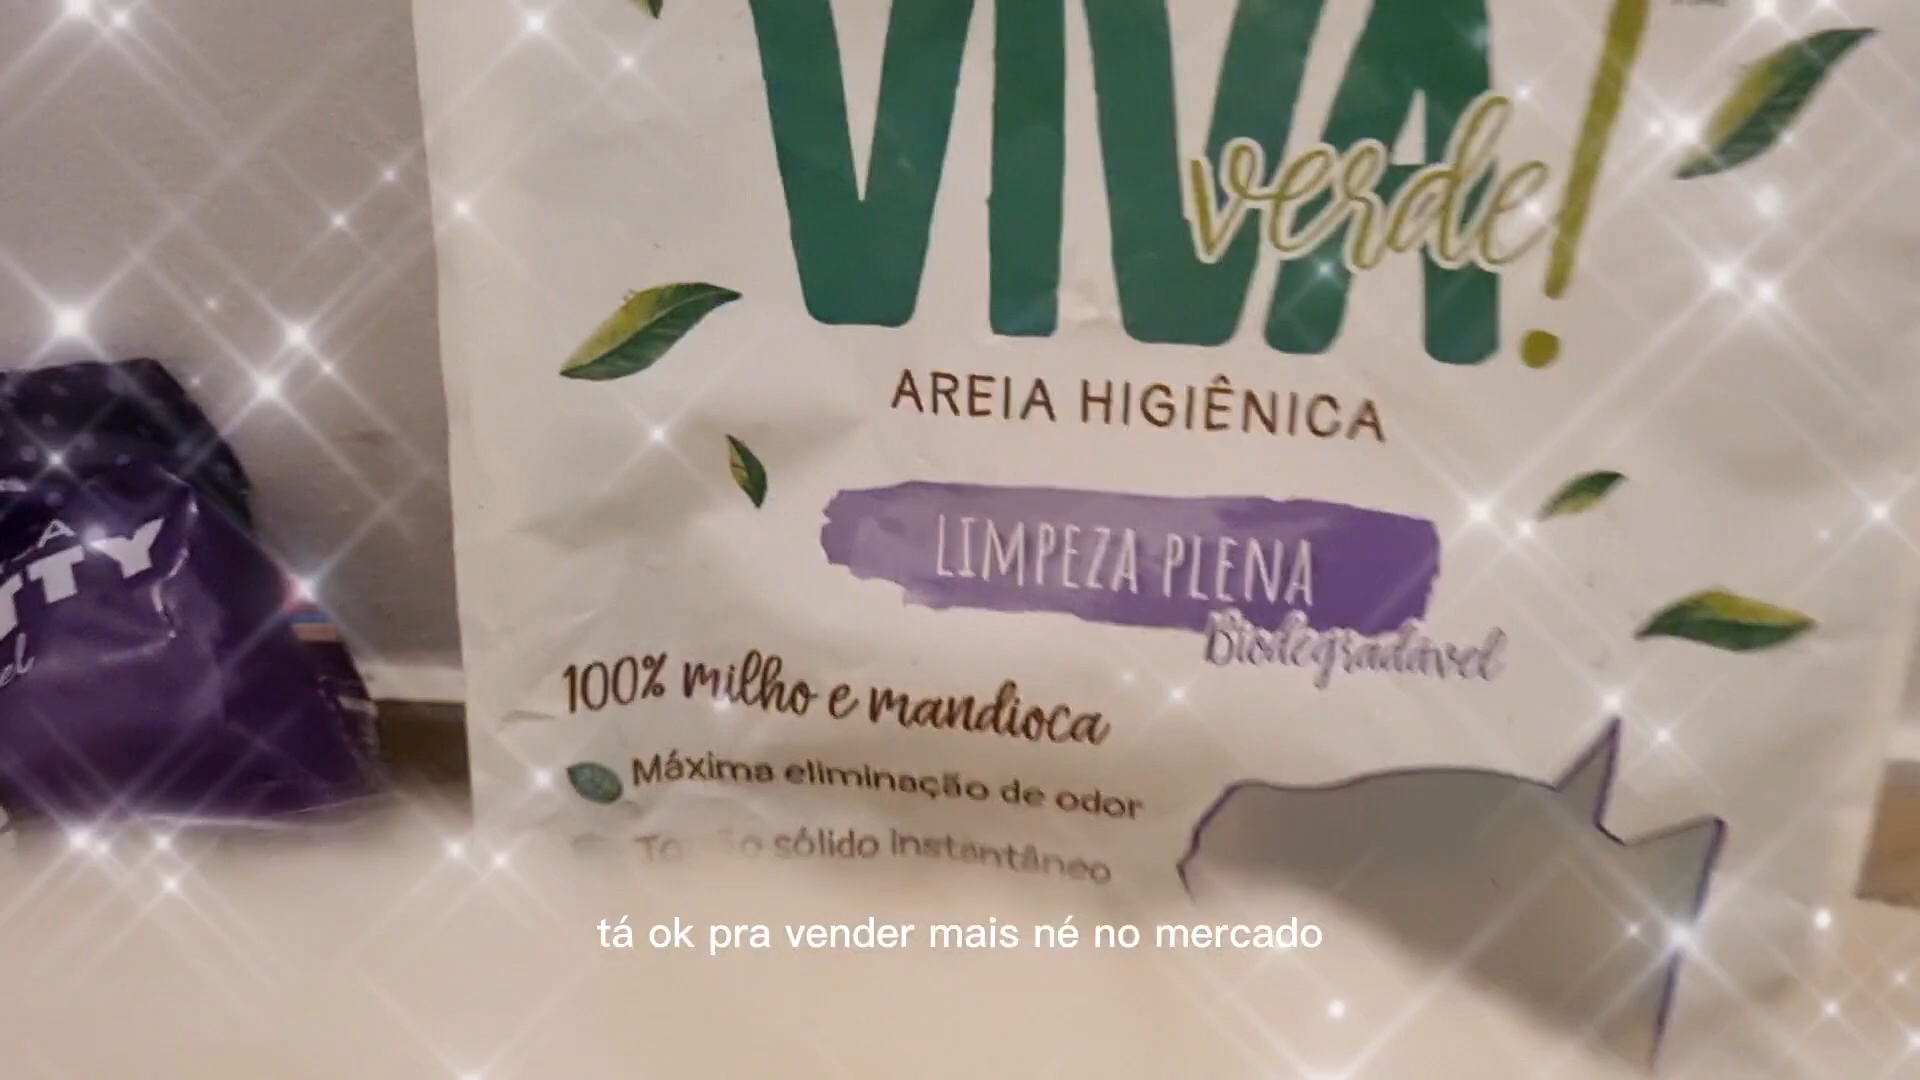 VIVA!
verde
AREIA HIGIÊNICA
LIMPEZA PLENA
Biodegradável
100% milho e mandioca
Máxima eliminação de odor
sólido instantâneo
tá ok pra vender mais né no mercado